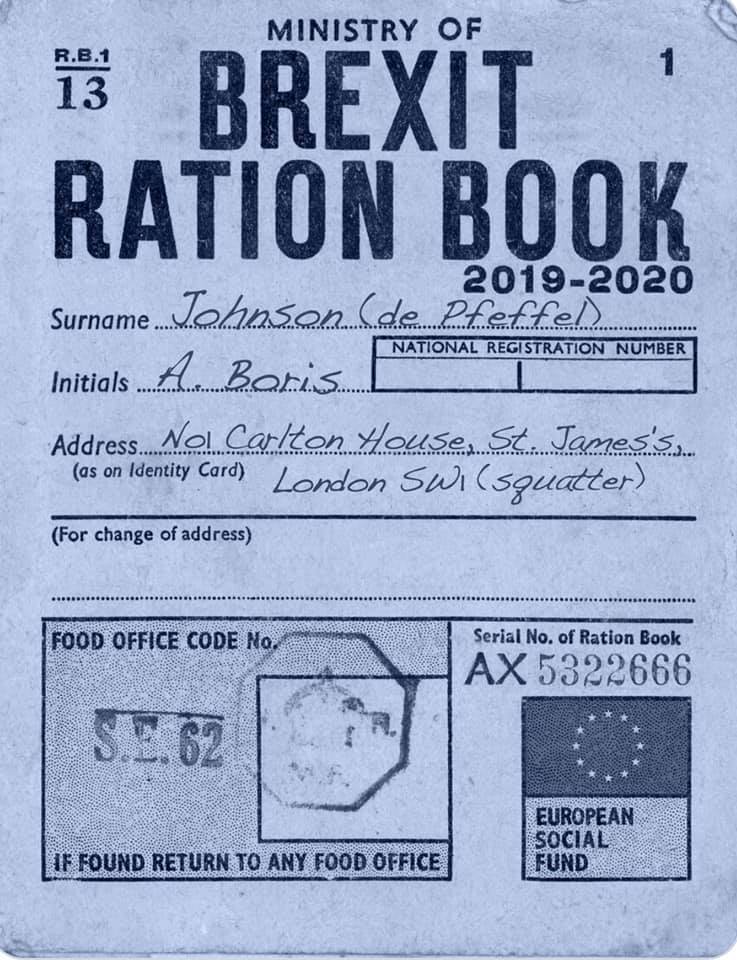 MINISTRY OF
R.B.1
13
1
BREXIT
RATION BOOK
2019-2020
Surname Johnson (de Pfeffel)
NATIONAL REGISTRATION NUMBER
Initials A. Boris
Address No1 Carlton House, St. James's,
(as on Identity Card) London SW1 (squatter)
(For change of address)
FOOD OFFICE CODE No.
Serial No. of Ration Book
AX 5322666
S.E. 62
EUROPEAN
SOCIAL
FUND
IF FOUND RETURN TO ANY FOOD OFFICE